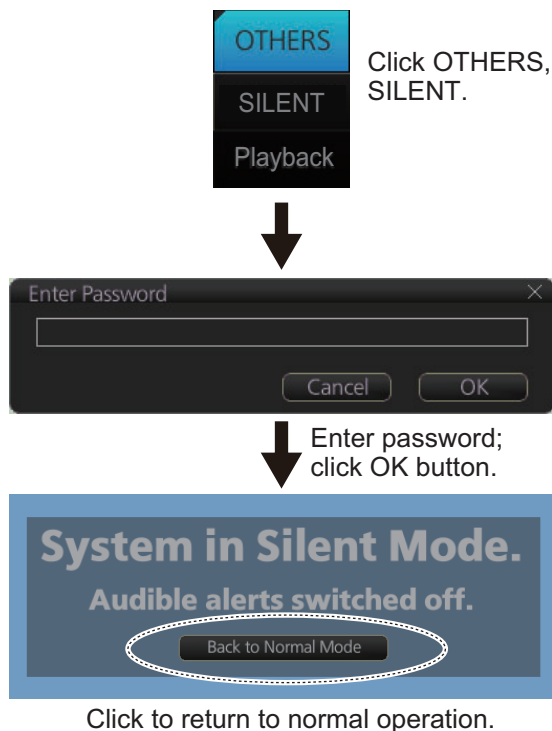 OTHERS
Click OTHERS,
SILENT.
SILENT
Playback
Enter Password
Cancel
OK
Enter password;
click OK button.
System in Silent Mode.
Audible alerts switched off.
Back to Normal Mode
Click to return to normal operation.